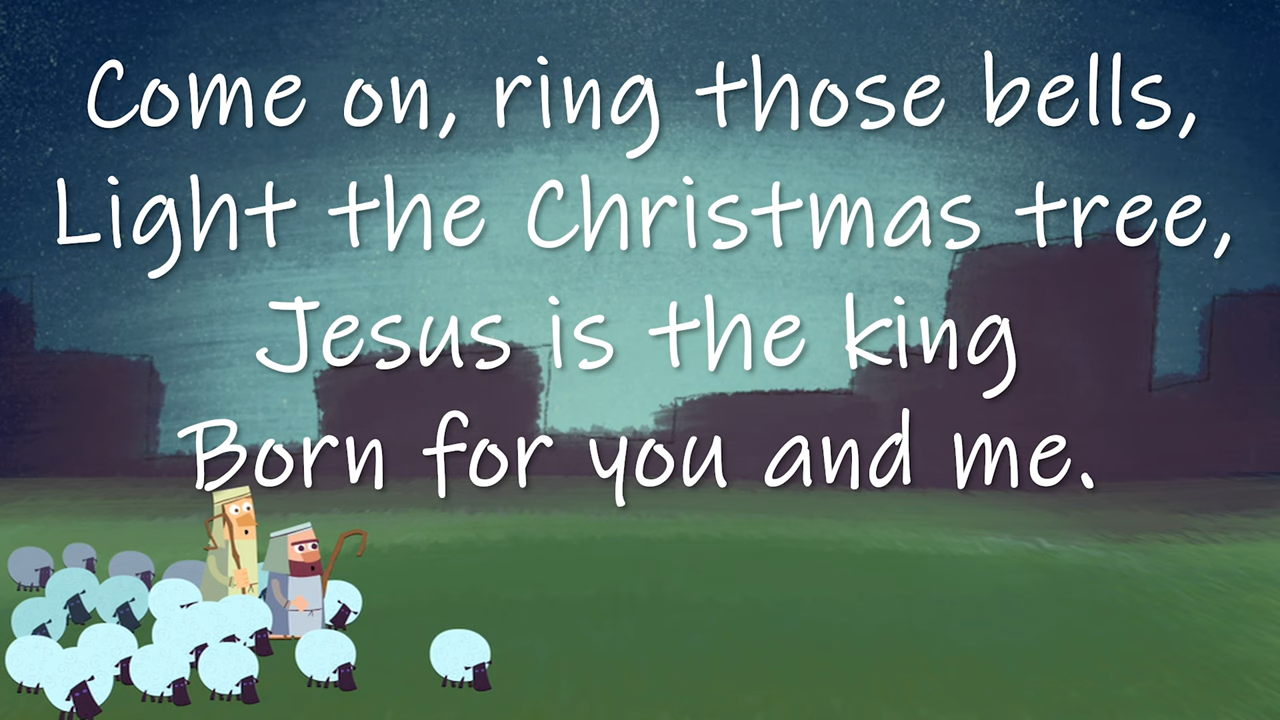 Come on, ring those bells,
Light the Christmas tree,
Jesus is the king
Born for you and me.